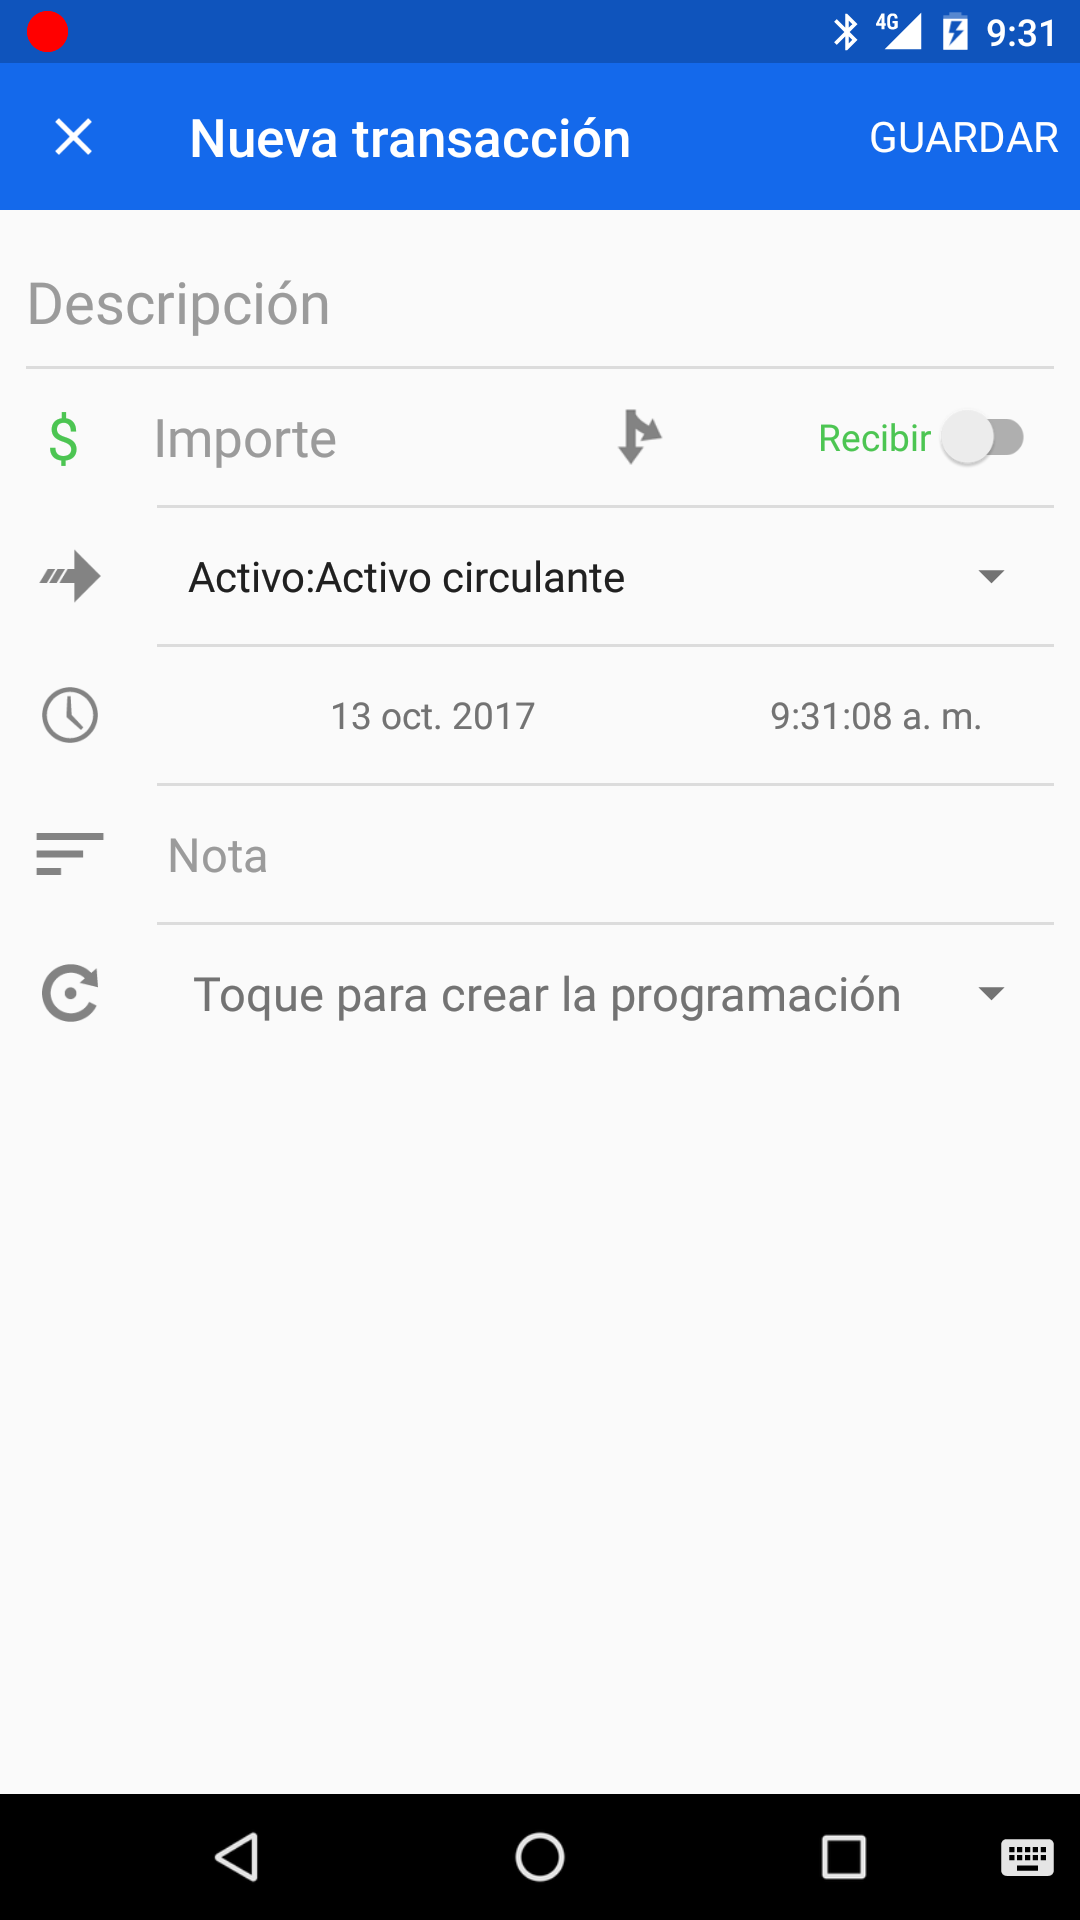 4G 9:31
Nueva transacción GUARDAR
Descripción
$ Importe Recibir
Activo:Activo circulante
13 oct. 2017 9:31:08 a. m.
Nota
Toque para crear la programación